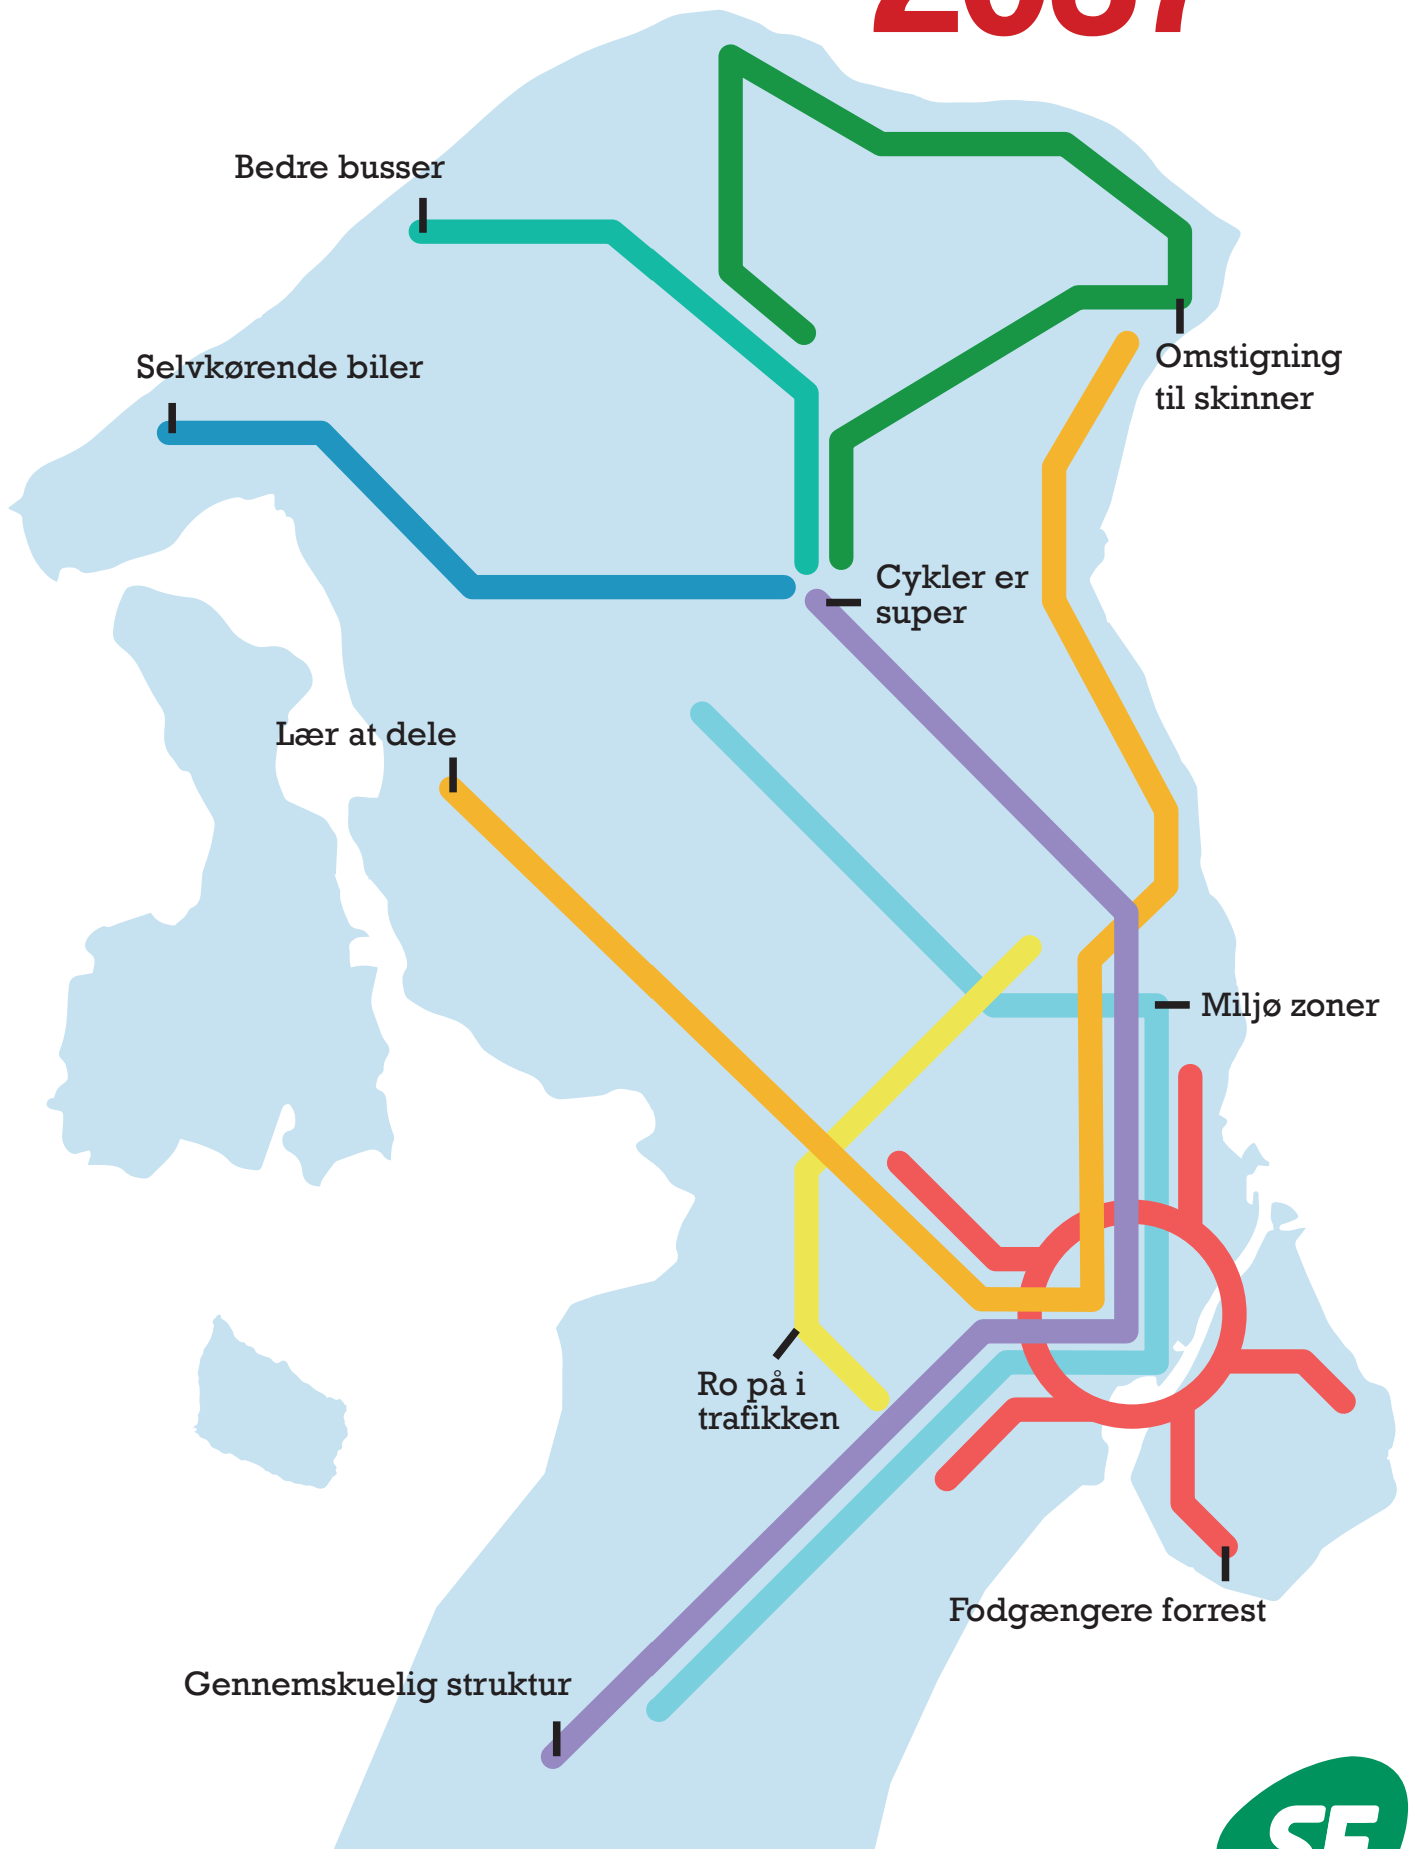 Bedre busser
Selvkørende biler
Omstigning
til skinner
Cykler er
super
Lær at dele
Miljø zoner
Ro på i
trafikken
Fodgængere forrest
Gennemskuelig struktur
SF